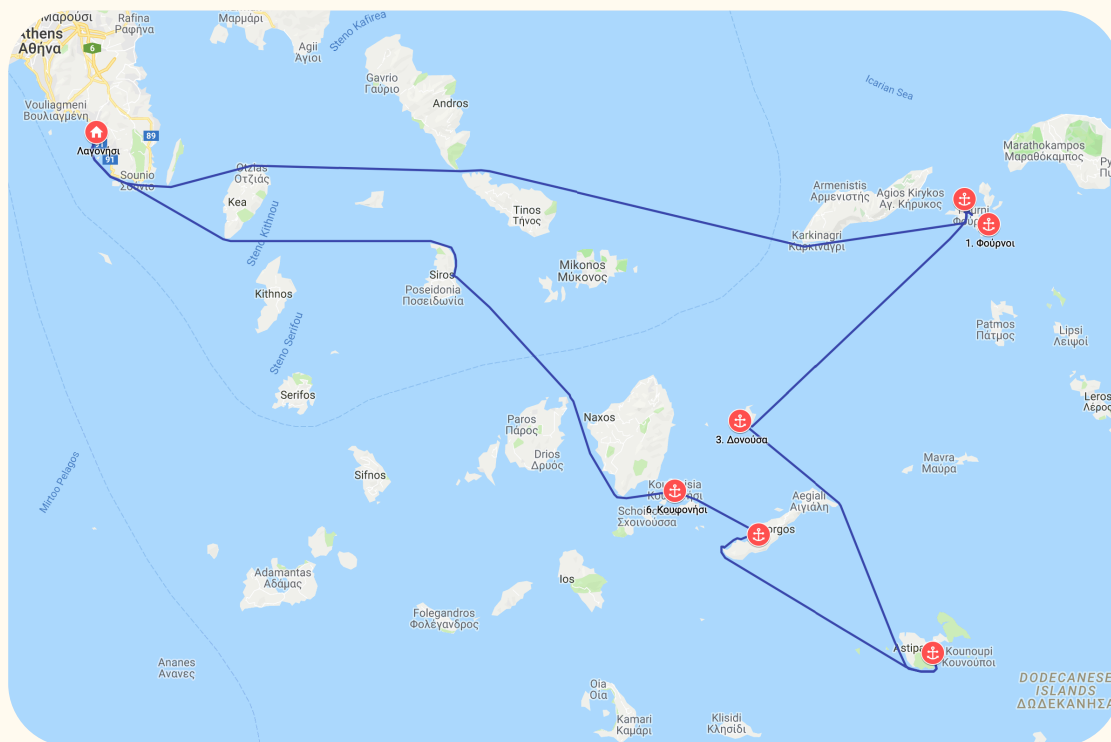 Μαρούσι
Athens
Αθήνα
6
Rafina
Ραφήνα
Μαρμάρι
Agii
Άγιοι
Steno Kafirea
Gavrio
Γαύριο
Andros
Icarian Sea
Vouliagmeni
Βουλιαγμένη
89
Λαγονήσι
91
Sounio
Σούνιο
Otzias
Οτζιάς
Kea
Steno Kithnou
Tinos
Τήνος
Marathokampos
Μαραθόκαμπος
Armenistis
Αρμενιστής
Agios Kirykos
Αγ. Κήρυκος
Karkinagri
Καρκινάγρι
1. Φούρνοι
Siros
Poseidonia
Ποσειδωνία
Mikonos
Μύκονος
Kithnos
Steno Serifou
Patmos
Πάτμος
Lipsi
Λειψοί
Serifos
Leros
Λέρος
Paros
Πάρος
Naxos
Drios
Δρυός
3. Δονούσα
Mavra
Μαύρα
Sifnos
Mirtoo Pelagos
6. Κουφονήσι
Σχοινούσσα
Aegiali
Αιγιάλη
Adamantas
Αδάμας
Ios
Folegandros
Φολέγανδρος
Ananes
Ανανες
Kounoupi
Κουνούποι
Oia
Οία
Kamari
Καμάρι
Klisidi
Κλησίδι
DODECANESE
ISLANDS
ΔΩΔΕΚΑΝΗΣΑ